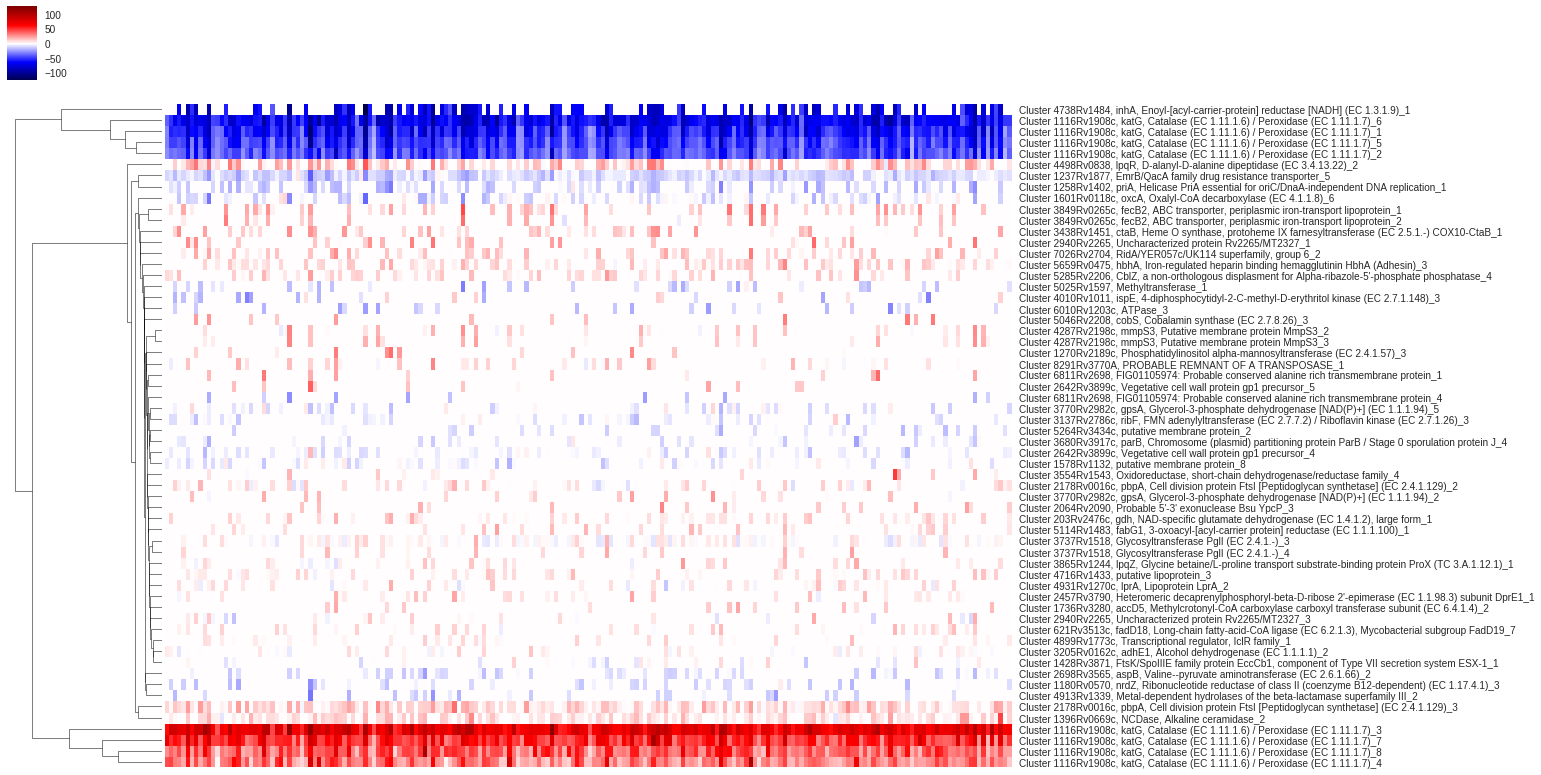 100
50
0
−50
−100
Cluster 4738Rv1484, inhA, Enoyl-[acyl-carrier-protein] reductase [NADH] (EC 1.3.1.9)_1
Cluster 1116Rv1908c, katG, Catalase (EC 1.11.1.6) / Peroxidase (EC 1.11.1.7)_6
Cluster 1116Rv1908c, katG, Catalase (EC 1.11.1.6) / Peroxidase (EC 1.11.1.7)_1
Cluster 1116Rv1908c, katG, Catalase (EC 1.11.1.6) / Peroxidase (EC 1.11.1.7)_5
Cluster 1116Rv1908c, katG, Catalase (EC 1.11.1.6) / Peroxidase (EC 1.11.1.7)_2
Cluster 4498Rv0838, lpqR, D-alanyl-D-alanine dipeptidase (EC 3.4.13.22)_2
Cluster 1237Rv1877, EmrB/QacA family drug resistance transporter_5
Cluster 1258Rv1402, priA, Helicase PriA essential for oriC/DnaA-independent DNA replication_1
Cluster 1601Rv0118c, oxcA, Oxalyl-CoA decarboxylase (EC 4.1.1.8)_6
Cluster 3849Rv0265c, fecB2, ABC transporter, periplasmic iron-transport lipoprotein_1
Cluster 3849Rv0265c, fecB2, ABC transporter, periplasmic iron-transport lipoprotein_2
Cluster 3438Rv1451, ctaB, Heme O synthase, protoheme IX farnesyltransferase (EC 2.5.1.-) COX10-CtaB_1
Cluster 2940Rv2265, Uncharacterized protein Rv2265/MT2327_1
Cluster 7026Rv2704, RidA/YER057c/UK114 superfamily, group 6_2
Cluster 5659Rv0475, hbhA, Iron-regulated heparin binding hemagglutinin HbhA (Adhesin)_3
Cluster 5285Rv2206, CblZ, a non-orthologous displasment for Alpha-ribazole-5'-phosphate phosphatase_4
Cluster 5025Rv1597, Methyltransferase_1
Cluster 4010Rv1011, ispE, 4-diphosphocytidyl-2-C-methyl-D-erythritol kinase (EC 2.7.1.148)_3
Cluster 6010Rv1203c, ATPase_3
Cluster 5046Rv2208, cobS, Cobalamin synthase (EC 2.7.8.26)_3
Cluster 4287Rv2198c, mmpS3, Putative membrane protein MmpS3_2
Cluster 4287Rv2198c, mmpS3, Putative membrane protein MmpS3_3
Cluster 1270Rv2189c, Phosphatidylinositol alpha-mannosyltransferase (EC 2.4.1.57)_3
Cluster 8291Rv3770A, PROBABLE REMNANT OF A TRANSPOSASE_1
Cluster 6811Rv2698, FIG01105974: Probable conserved alanine rich transmembrane protein_1
Cluster 2642Rv3899c, Vegetative cell wall protein gp1 precursor_5
Cluster 6811Rv2698, FIG01105974: Probable conserved alanine rich transmembrane protein_4
Cluster 3770Rv2982c, gpsA, Glycerol-3-phosphate dehydrogenase [NAD(P)+] (EC 1.1.1.94)_5
Cluster 3137Rv2786c, ribF, FMN adenylyltransferase (EC 2.7.7.2) / Riboflavin kinase (EC 2.7.1.26)_3
Cluster 5264Rv3434c, putative membrane protein_2
Cluster 3680Rv3917c, parB, Chromosome (plasmid) partitioning protein ParB / Stage 0 sporulation protein J_4
Cluster 2642Rv3899c, Vegetative cell wall protein gp1 precursor_4
Cluster 1578Rv1132, putative membrane protein_8
Cluster 3554Rv1543, Oxidoreductase, short-chain dehydrogenase/reductase family_4
Cluster 2178Rv0016c, pbpA, Cell division protein FtsI [Peptidoglycan synthetase] (EC 2.4.1.129)_2
Cluster 3770Rv2982c, gpsA, Glycerol-3-phosphate dehydrogenase [NAD(P)+] (EC 1.1.1.94)_2
Cluster 2064Rv2090, Probable 5'-3' exonuclease Bsu YpcP_3
Cluster 203Rv2476c, gdh, NAD-specific glutamate dehydrogenase (EC 1.4.1.2), large form_1
Cluster 5114Rv1483, fabG1, 3-oxoacyl-[acyl-carrier protein] reductase (EC 1.1.1.100)_1
Cluster 3737Rv1518, Glycosyltransferase PglI (EC 2.4.1.-)_3
Cluster 3737Rv1518, Glycosyltransferase PglI (EC 2.4.1.-)_4
Cluster 3865Rv1244, lpqZ, Glycine betaine/L-proline transport substrate-binding protein ProX (TC 3.A.1.12.1)_1
Cluster 4716Rv1433, putative lipoprotein_3
Cluster 4931Rv1270c, lprA, Lipoprotein LprA_2
Cluster 2457Rv3790, Heteromeric decaprenylphosphoryl-beta-D-ribose 2'-epimerase (EC 1.1.98.3) subunit DprE1_1
Cluster 1736Rv3280, accD5, Methylcrotonyl-CoA carboxylase carboxyl transferase subunit (EC 6.4.1.4)_2
Cluster 2940Rv2265, Uncharacterized protein Rv2265/MT2327_3
Cluster 621Rv3513c, fadD18, Long-chain fatty-acid-CoA ligase (EC 6.2.1.3), Mycobacterial subgroup FadD19_7
Cluster 4899Rv1773c, Transcriptional regulator, IclR family_1
Cluster 3205Rv0162c, adhE1, Alcohol dehydrogenase (EC 1.1.1.1)_2
Cluster 1428Rv3871, FtsK/SpoIIIE family protein EccCb1, component of Type VII secretion system ESX-1_1
Cluster 2698Rv3565, aspB, Valine--pyruvate aminotransferase (EC 2.6.1.66)_2
Cluster 1180Rv0570, nrdZ, Ribonucleotide reductase of class II (coenzyme B12-dependent) (EC 1.17.4.1)_3
Cluster 4913Rv1339, Metal-dependent hydrolases of the beta-lactamase superfamily III_2
Cluster 2178Rv0016c, pbpA, Cell division protein FtsI [Peptidoglycan synthetase] (EC 2.4.1.129)_3
Cluster 1396Rv0669c, NCDase, Alkaline ceramidase_2
Cluster 1116Rv1908c, katG, Catalase (EC 1.11.1.6) / Peroxidase (EC 1.11.1.7)_3
Cluster 1116Rv1908c, katG, Catalase (EC 1.11.1.6) / Peroxidase (EC 1.11.1.7)_7
Cluster 1116Rv1908c, katG, Catalase (EC 1.11.1.6) / Peroxidase (EC 1.11.1.7)_8
Cluster 1116Rv1908c, katG, Catalase (EC 1.11.1.6) / Peroxidase (EC 1.11.1.7)_4